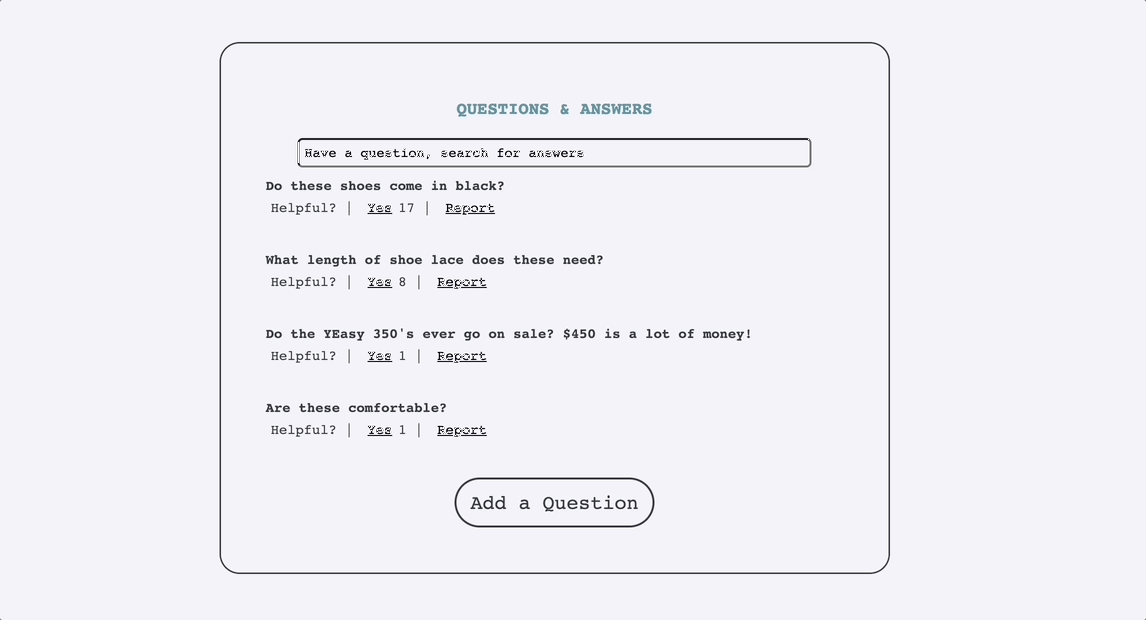 QUESTIONS & ANSWERS
Have a question, search for answers
Do these shoes come in black?
Helpful? | Yes 17 | Report
What length of shoe lace does these need?
Helpful? | Yes 8 | Report
Do the YEasy 350's ever go on sale? $450 is a lot of money!
Helpful? | Yes 1 | Report
Are these comfortable?
Helpful? | Yes 1 | Report
Add a Question